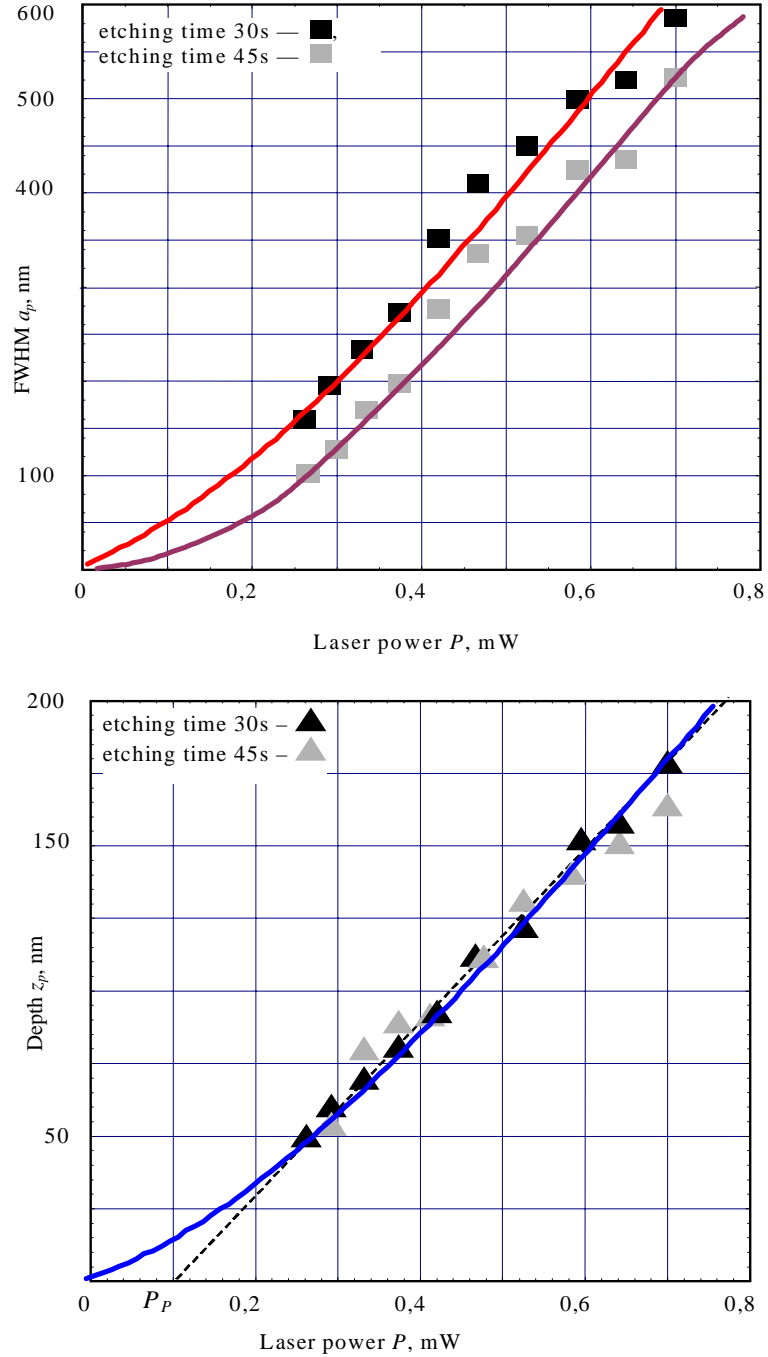 600
etching time 30s — ,
etching time 45s —
500
400
FWHM aₚ, nm
100
0
0,2
0,4
0,6
0,8
Laser power P, mW
200
etching time 30s –
etching time 45s –
150
Depth zₚ, nm
50
0
P_P
0,2
0,4
0,6
0,8
Laser power P, mW